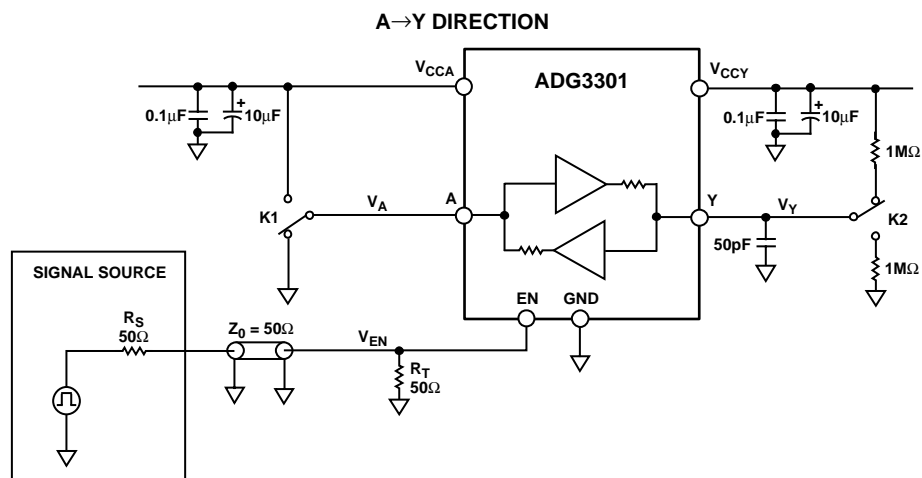 A→Y DIRECTION
V_CCA
ADG3301
V_CCY
0.1µF
+
10µF
0.1µF
+
10µF
1MΩ
K1
V_A
A
Y
V_Y
K2
50pF
1MΩ
SIGNAL SOURCE
EN
GND
R_S
50Ω
Z_0 = 50Ω
V_EN
R_T
50Ω